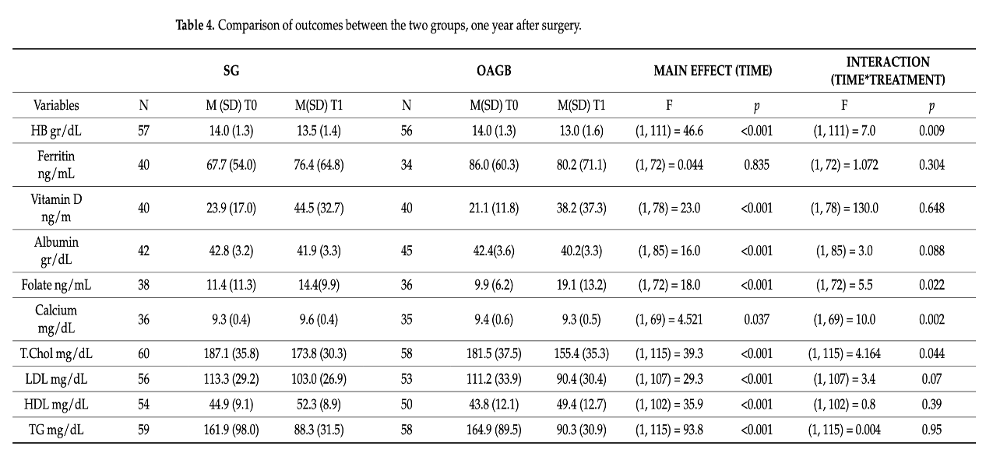 Table 4. Comparison of outcomes between the two groups, one year after surgery.
SG OAGB MAIN EFFECT (TIME) INTERACTION
(TIME*TREATMENT)
Variables N M (SD) T0 M(SD) T1 N M(SD) T0 M(SD) T1 F p F p
HB gr/dL 57 14.0 (1.3) 13.5 (1.4) 56 14.0 (1.3) 13.0 (1.6) (1, 111) = 46.6 <0.001 (1, 111) = 7.0 0.009
Ferritin
ng/mL 40 67.7 (54.0) 76.4 (64.8) 34 86.0 (60.3) 80.2 (71.1) (1, 72) = 0.044 0.835 (1, 72) = 1.072 0.304
Vitamin D
ng/m 40 23.9 (17.0) 44.5 (32.7) 40 21.1 (11.8) 38.2 (37.3) (1, 78) = 23.0 <0.001 (1, 78) = 130.0 0.648
Albumin
gr/dL 42 42.8 (3.2) 41.9 (3.3) 45 42.4(3.6) 40.2(3.3) (1, 85) = 16.0 <0.001 (1, 85) = 3.0 0.088
Folate ng/mL 38 11.4 (11.3) 14.4(9.9) 36 9.9 (6.2) 19.1 (13.2) (1, 72) = 18.0 <0.001 (1, 72) = 5.5 0.022
Calcium
mg/dL 36 9.3 (0.4) 9.6 (0.4) 35 9.4 (0.6) 9.3 (0.5) (1, 69) = 4.521 0.037 (1, 69) = 10.0 0.002
T.Chol mg/dL 60 187.1 (35.8) 173.8 (30.3) 58 181.5 (37.5) 155.4 (35.3) (1, 115) = 39.3 <0.001 (1, 115) = 4.164 0.044
LDL mg/dL 56 113.3 (29.2) 103.0 (26.9) 53 111.2 (33.9) 90.4 (30.4) (1, 107) = 29.3 <0.001 (1, 107) = 3.4 0.07
HDL mg/dL 54 44.9 (9.1) 52.3 (8.9) 50 43.8 (12.1) 49.4 (12.7) (1, 102) = 35.9 <0.001 (1, 102) = 0.8 0.39
TG mg/dL 59 161.9 (98.0) 88.3 (31.5) 58 164.9 (89.5) 90.3 (30.9) (1, 115) = 93.8 <0.001 (1, 115) = 0.004 0.95